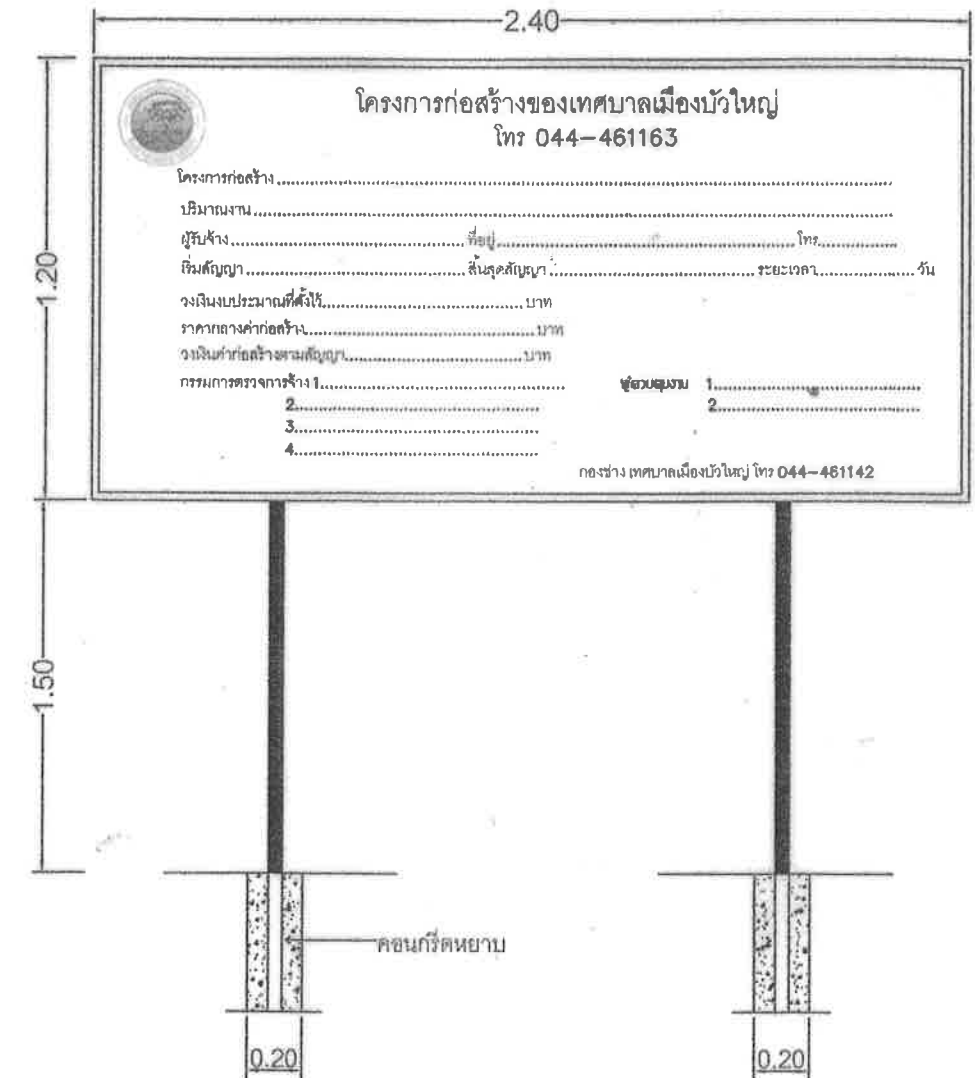 2.40
โครงการก่อสร้างของเทศบาลเมืองบัวใหญ่
โทร 044-461163
โครงการก่อสร้าง
ปริมาณงาน
ผู้รับจ้าง ที่อยู่ โทร
เริ่มสัญญา สิ้นสุดสัญญา ระยะเวลา วัน
วงเงินงบประมาณที่ตั้งไว้ บาท
ราคากลางค่าก่อสร้าง บาท
วงเงินค่าก่อสร้างตามสัญญา บาท
กรรมการตรวจการจ้าง 1 ผู้ควบคุมงาน 1
2 2
3
4
กองช่าง เทศบาลเมืองบัวใหญ่ โทร 044-461142
1.20
1.50
คอนกรีตหยาบ
0.20 0.20